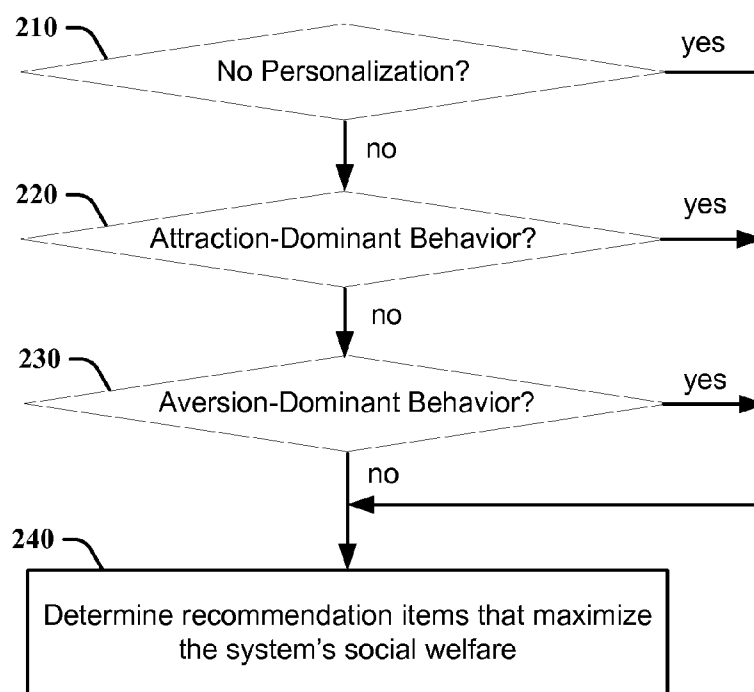 210
No Personalization?
yes
no
220
Attraction-Dominant Behavior?
yes
no
230
Aversion-Dominant Behavior?
yes
no
240
Determine recommendation items that maximize
the system's social welfare